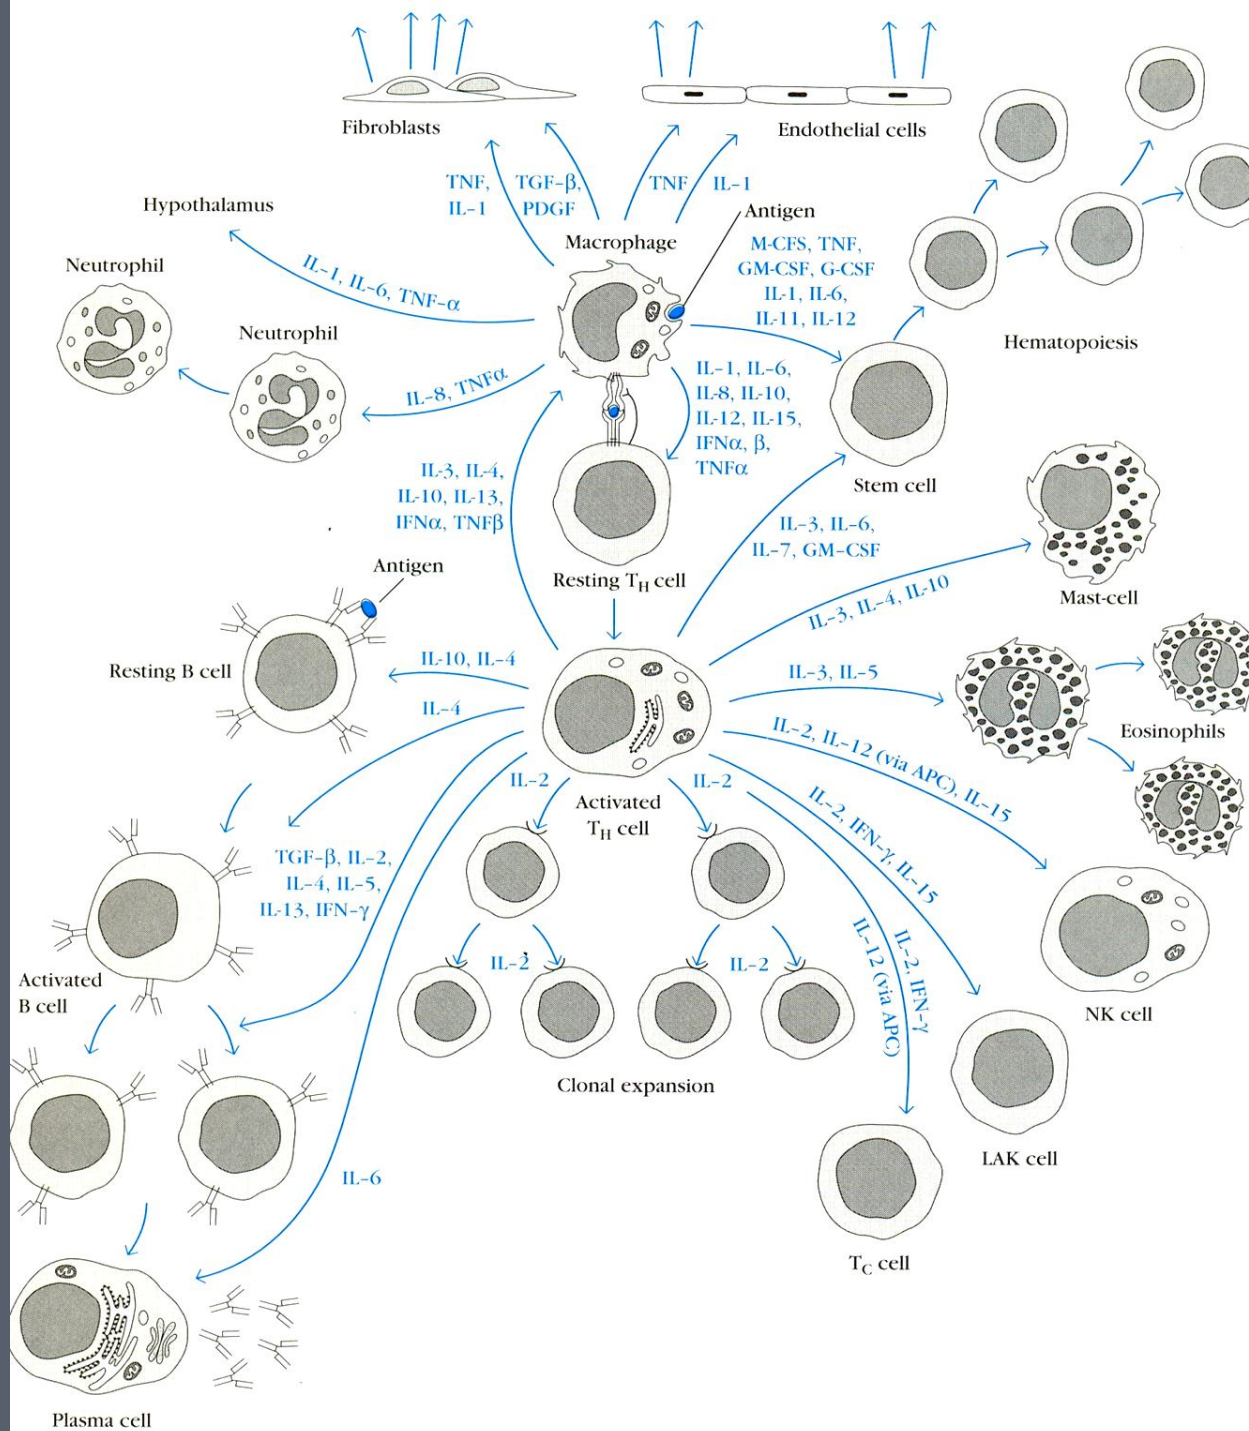 Fibroblasts
Endothelial cells
TNF,
IL-1
TGF-β,
PDGF
TNF
IL-1
Antigen
Hypothalamus
Macrophage
M-CFS, TNF,
GM-CSF, G-CSF
IL-1, IL-6,
IL-11, IL-12
Neutrophil
IL-1, IL-6, TNF-α
Neutrophil
Hematopoiesis
IL-8, TNFα
IL-1, IL-6,
IL-8, IL-10,
IL-12, IL-15,
IFNα, β,
TNFα
IL-3, IL-4,
IL-10, IL-13,
IFNα, TNFβ
Stem cell
IL-3, IL-6,
IL-7, GM-CSF
Antigen
Resting TH cell
Mast-cell
IL-3, IL-4, IL-10
Resting B cell
IL-10, IL-4
IL-3, IL-5
IL-4
Eosinophils
IL-2, IL-12 (via APC), IL-15
IL-2
Activated
TH cell
IL-2
IL-2, IFN-γ, IL-15
TGF-β, IL-2,
IL-4, IL-5,
IL-13, IFN-γ
IL-2, IFN-γ
IL-12 (via APC)
IL-2
IL-2
Activated
B cell
NK cell
Clonal expansion
LAK cell
IL-6
TC cell
Plasma cell